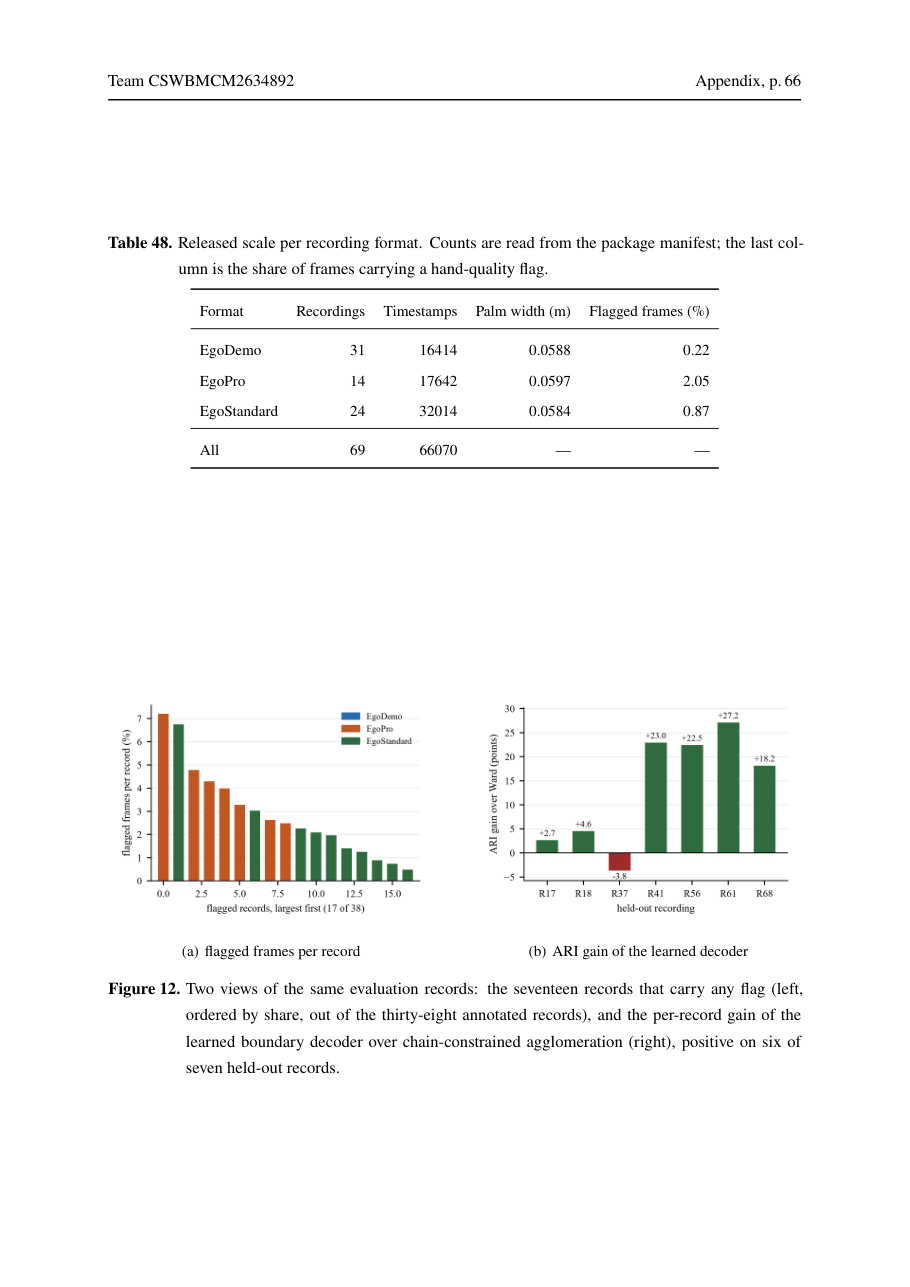 Team CSWBMCM2634892 Appendix, p. 66
Table 48. Released scale per recording format. Counts are read from the package manifest; the last col-
umn is the share of frames carrying a hand-quality flag.
Format Recordings Timestamps Palm width (m) Flagged frames (%)
EgoDemo 31 16414 0.0588 0.22
EgoPro 14 17642 0.0597 2.05
EgoStandard 24 32014 0.0584 0.87
All 69 66070 — —
flagged frames per record (%)
7
6
5
4
3
2
1
0
EgoDemo
EgoPro
EgoStandard
0.0 2.5 5.0 7.5 10.0 12.5 15.0
flagged records, largest first (17 of 38)
(a) flagged frames per record
ARI gain over Ward (points)
30
25
20
15
10
5
0
−5
+2.7 +4.6 -3.8 +23.0 +22.5 +27.2 +18.2
R17 R18 R37 R41 R56 R61 R68
held-out recording
(b) ARI gain of the learned decoder
Figure 12. Two views of the same evaluation records: the seventeen records that carry any flag (left,
ordered by share, out of the thirty-eight annotated records), and the per-record gain of the
learned boundary decoder over chain-constrained agglomeration (right), positive on six of
seven held-out records.